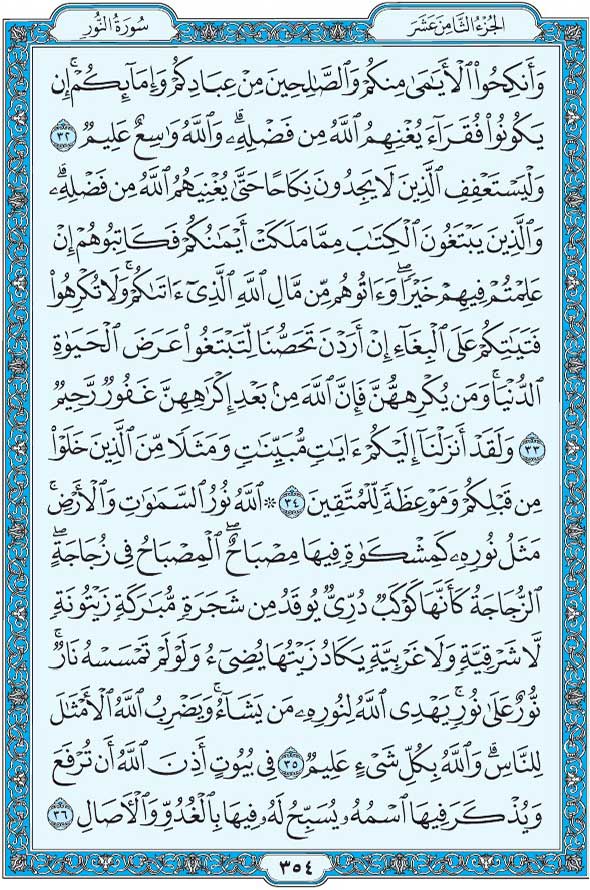 الجزء الثامن عشر
سورة النور
وَأَنكِحُوا۟ ٱلْأَيَـٰمَىٰ مِنكُمْ وَٱلصَّـٰلِحِينَ مِنْ عِبَادِكُمْ وَإِمَآئِكُمْ ۚ إِن
يَكُونُوا۟ فُقَرَآءَ يُغْنِهِمُ ٱللَّهُ مِن فَضْلِهِۦ ۗ وَٱللَّهُ وَٰسِعٌ عَلِيمٌ ٣٢
وَلْيَسْتَعْفِفِ ٱلَّذِينَ لَا يَجِدُونَ نِكَاحًا حَتَّىٰ يُغْنِيَهُمُ ٱللَّهُ مِن فَضْلِهِۦ ۗ
وَٱلَّذِينَ يَبْتَغُونَ ٱلْكِتَـٰبَ مِمَّا مَلَكَتْ أَيْمَـٰنُكُمْ فَكَاتِبُوهُمْ إِنْ
عَلِمْتُمْ فِيهِمْ خَيْرًا ۖ وَءَاتُوهُم مِّن مَّالِ ٱللَّهِ ٱلَّذِىٓ ءَاتَىٰكُمْ ۚ وَلَا تُكْرِهُوا۟
فَتَيَـٰتِكُمْ عَلَى ٱلْبِغَآءِ إِنْ أَرَدْنَ تَحَصُّنًا لِّتَبْتَغُوا۟ عَرَضَ ٱلْحَيَوٰةِ
ٱلدُّنْيَا ۚ وَمَن يُكْرِههُّنَّ فَإِنَّ ٱللَّهَ مِنۢ بَعْدِ إِكْرَٰهِهِنَّ غَفُورٌ رَّحِيمٌ
٣٣ وَلَقَدْ أَنزَلْنَآ إِلَيْكُمْ ءَايَـٰتٍ مُّبَيِّنَـٰتٍ وَمَثَلًا مِّنَ ٱلَّذِينَ خَلَوْا۟
مِن قَبْلِكُمْ وَمَوْعِظَةً لِّلْمُتَّقِينَ ٣٤ ۞ ٱللَّهُ نُورُ ٱلسَّمَـٰوَٰتِ وَٱلْأَرْضِ ۚ
مَثَلُ نُورِهِۦ كَمِشْكَوٰةٍ فِيهَا مِصْبَاحٌ ۖ ٱلْمِصْبَاحُ فِى زُجَاجَةٍ ۖ
ٱلزُّجَاجَةُ كَأَنَّهَا كَوْكَبٌ دُرِّىٌّ يُوقَدُ مِن شَجَرَةٍ مُّبَـٰرَكَةٍ زَيْتُونَةٍ
لَّا شَرْقِيَّةٍ وَلَا غَرْبِيَّةٍ يَكَادُ زَيْتُهَا يُضِىٓءُ وَلَوْ لَمْ تَمْسَسْهُ نَارٌ ۚ
نُّورٌ عَلَىٰ نُورٍ ۗ يَهْدِى ٱللَّهُ لِنُورِهِۦ مَن يَشَآءُ ۚ وَيَضْرِبُ ٱللَّهُ ٱلْأَمْثَـٰلَ
لِلنَّاسِ ۗ وَٱللَّهُ بِكُلِّ شَىْءٍ عَلِيمٌ ٣٥ فِى بُيُوتٍ أَذِنَ ٱللَّهُ أَن تُرْفَعَ
وَيُذْكَرَ فِيهَا ٱسْمُهُۥ يُسَبِّحُ لَهُۥ فِيهَا بِٱلْغُدُوِّ وَٱلْـَٔاصَالِ ٣٦
٣٥٤